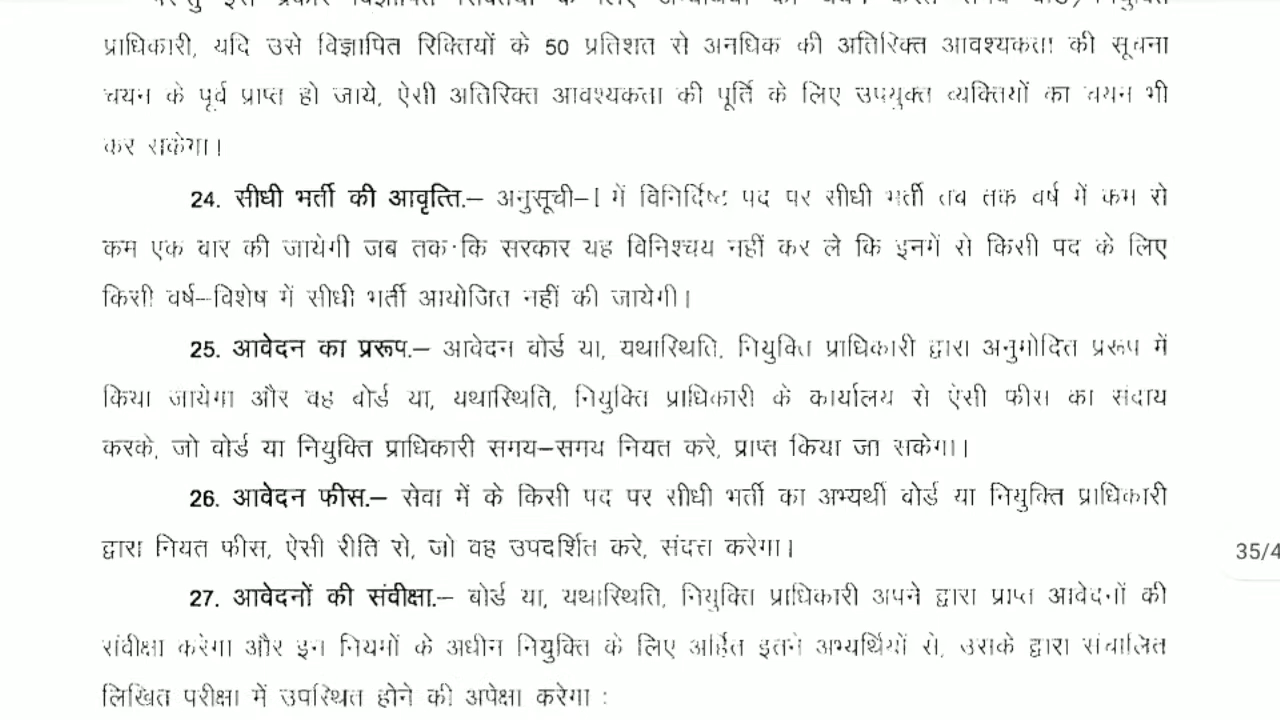 प्राधिकारी, यदि उसे विज्ञापित रिक्तियों के 50 प्रतिशत से अनधिक की अतिरिक्त आवश्यकता की सूचना
चयन के पूर्व प्राप्त हो जाये, ऐसी अतिरिक्त आवश्यकता की पूर्ति के लिए उपयुक्त व्यक्तियों का चयन भी
कर सकेगा।
24. सीधी भर्ती की आवृत्ति.– अनुसूची–I में विनिर्दिष्ट पद पर सीधी भर्ती तब तक वर्ष में कम से
कम एक बार की जायेगी जब तक कि सरकार यह विनिश्चय नहीं कर ले कि इनमें से किसी पद के लिए
किसी वर्ष–विशेष में सीधी भर्ती आयोजित नहीं की जायेगी।
25. आवेदन का प्ररूप.– आवेदन बोर्ड या, यथास्थिति, नियुक्ति प्राधिकारी द्वारा अनुमोदित प्ररूप में
किया जायेगा और वह बोर्ड या, यथास्थिति, नियुक्ति प्राधिकारी के कार्यालय से ऐसी फीस का संदाय
करके, जो बोर्ड या नियुक्ति प्राधिकारी समय–समय नियत करे, प्राप्त किया जा सकेगा।
26. आवेदन फीस.– सेवा में के किसी पद पर सीधी भर्ती का अभ्यर्थी बोर्ड या नियुक्ति प्राधिकारी
द्वारा नियत फीस, ऐसी रीति से, जो वह उपदर्शित करे, संदत्त करेगा।
35/4
27. आवेदनों की संवीक्षा.– बोर्ड या, यथास्थिति, नियुक्ति प्राधिकारी अपने द्वारा प्राप्त आवेदनों की
संवीक्षा करेगा और इन नियमों के अधीन नियुक्ति के लिए अर्हित इतने अभ्यर्थियों से, उसके द्वारा संचालित
लिखित परीक्षा में उपस्थित होने की अपेक्षा करेगा :